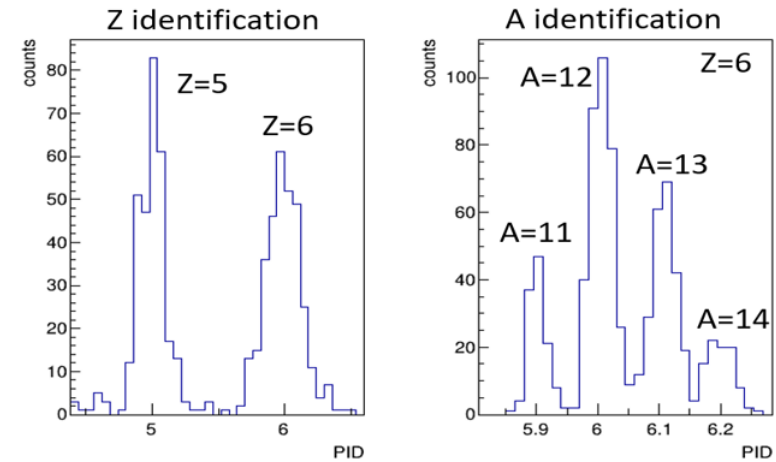 Z identification
counts
80
70
60
50
40
30
20
10
0
Z=5
Z=6
5
6
PID
A identification
counts
100
80
60
40
20
0
Z=6
A=12
A=13
A=11
A=14
5.9
6
6.1
6.2
PID